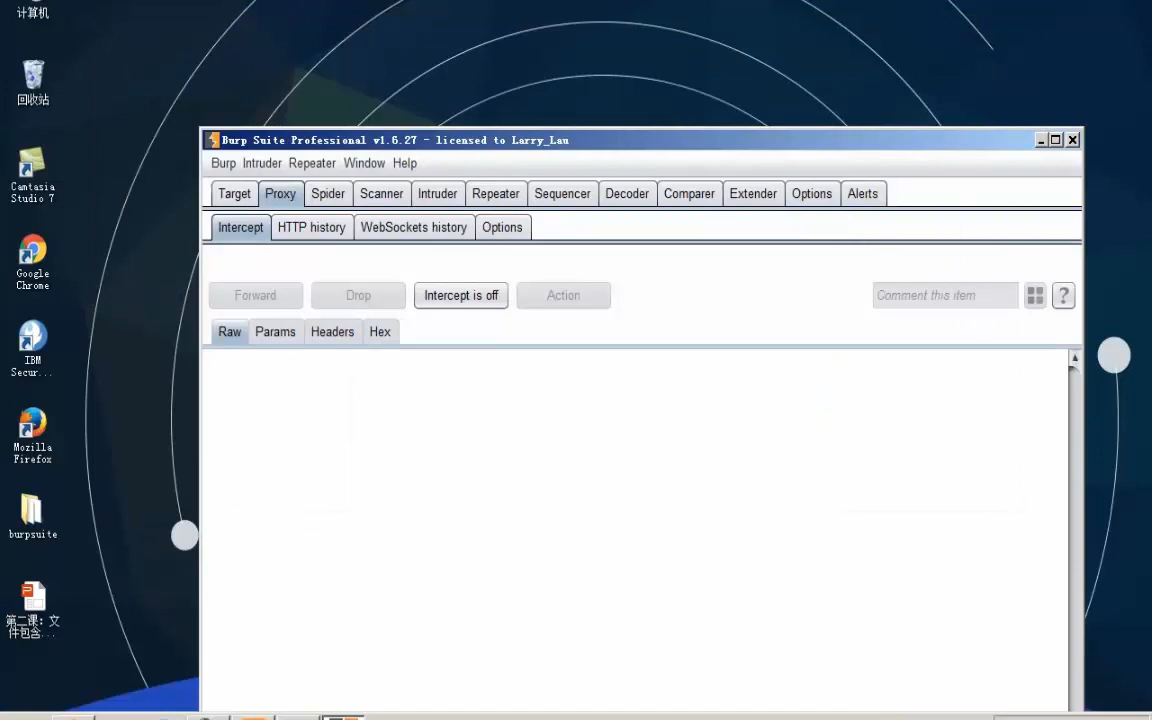 计算机
回收站
Camtasia
Studio 7
Google
Chrome
IBM
Secur...
Mozilla
Firefox
burpsuite
第二课：文
件包含...
Burp Suite Professional v1.6.27 - licensed to Larry_Lau
Burp Intruder Repeater Window Help
Target Proxy Spider Scanner Intruder Repeater Sequencer Decoder Comparer Extender Options Alerts
Intercept HTTP history WebSockets history Options
Forward Drop Intercept is off Action Comment this item ?
Raw Params Headers Hex